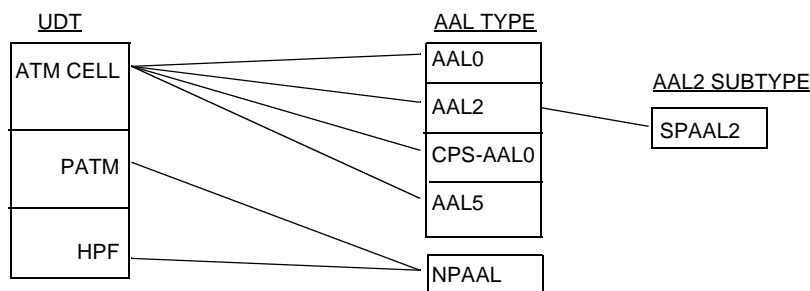 UDT
ATM CELL
PATM
HPF
AAL TYPE
AAL0
AAL2
CPS-AAL0
AAL5
NPAAL
AAL2 SUBTYPE
SPAAL2